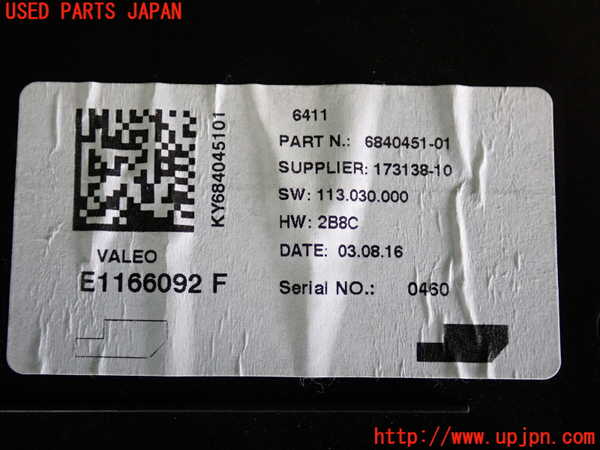 USED PARTS JAPAN
KY684045101
VALEO
E1166092 F
6411
PART N.: 6840451-01
SUPPLIER: 173138-10
SW: 113.030.000
HW: 2B8C
DATE: 03.08.16
Serial NO.: 0460
http://www.upjpn.com/